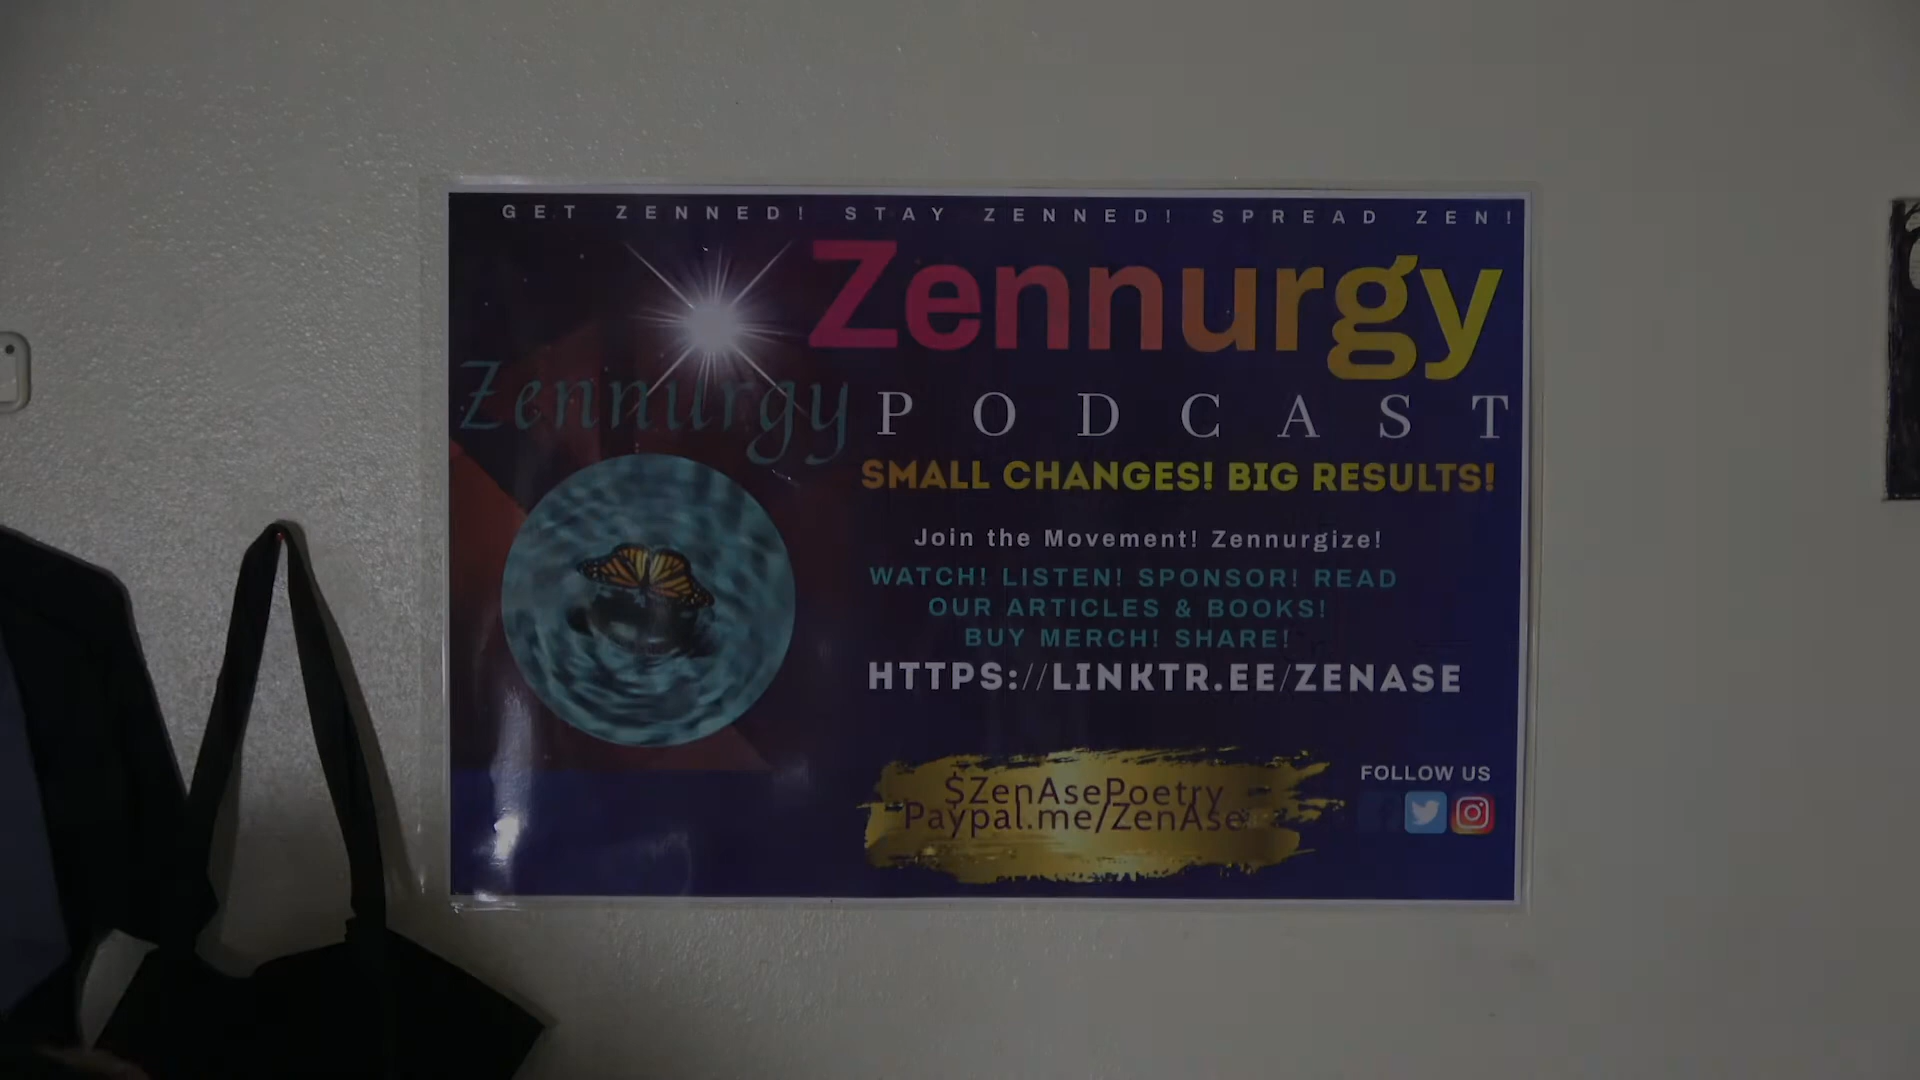 GET ZENNED! STAY ZENNED! SPREAD ZEN!
Zennurgy
Zennurgy
PODCAST
SMALL CHANGES! BIG RESULTS!
Join the Movement! Zennurgize!
WATCH! LISTEN! SPONSOR! READ
OUR ARTICLES & BOOKS!
BUY MERCH! SHARE!
HTTPS://LINKTR.EE/ZENASE
$ZenAsePoetry
Paypal.me/ZenAse
FOLLOW US